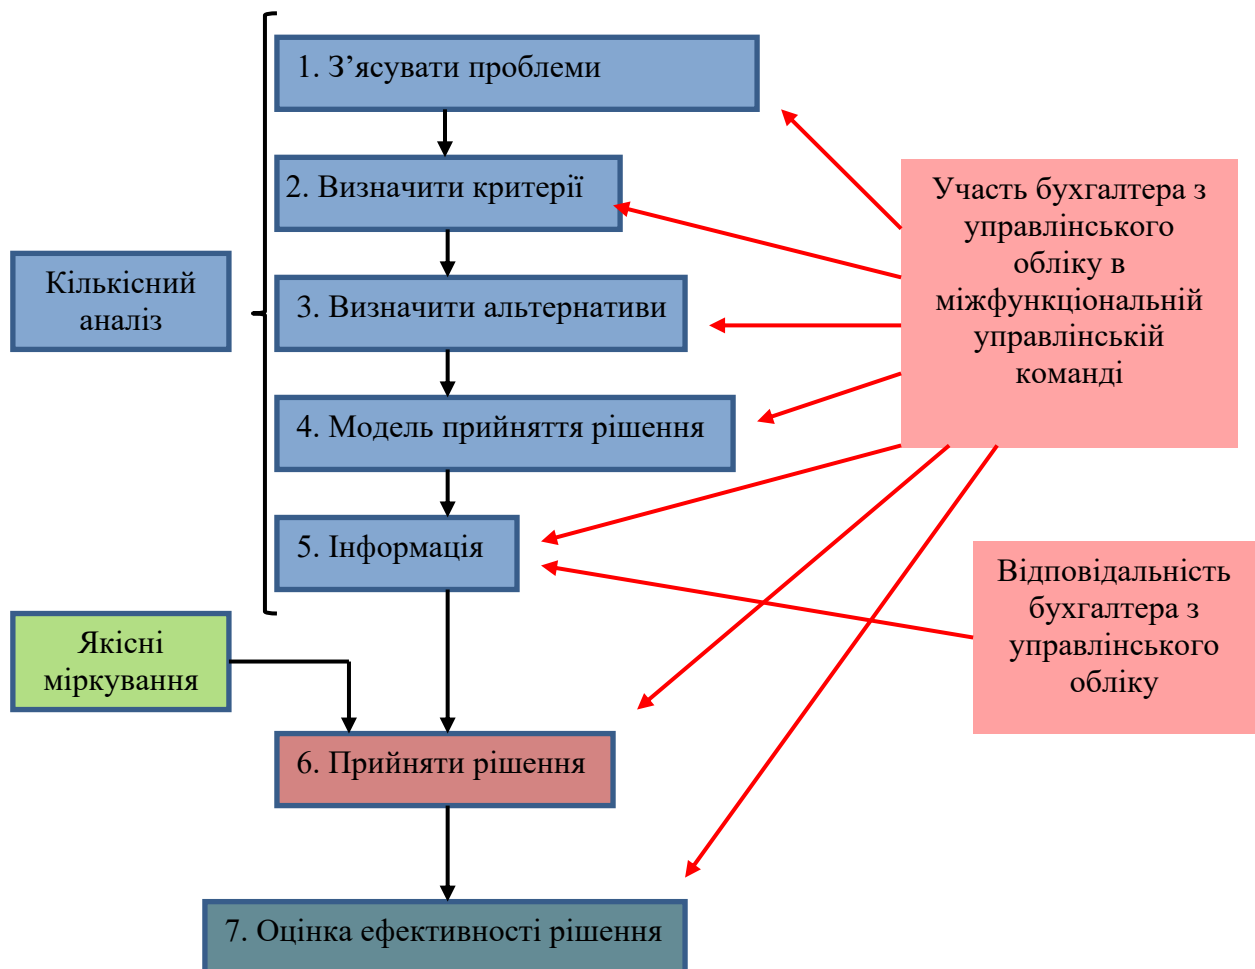 1. З’ясувати проблеми
2. Визначити критерії
3. Визначити альтернативи
4. Модель прийняття рішення
5. Інформація
Кількісний
аналіз
Якісні
міркування
6. Прийняти рішення
7. Оцінка ефективності рішення
Участь бухгалтера з
управлінського
обліку в
міжфункціональній
управлінській
команді
Відповідальність
бухгалтера з
управлінського
обліку